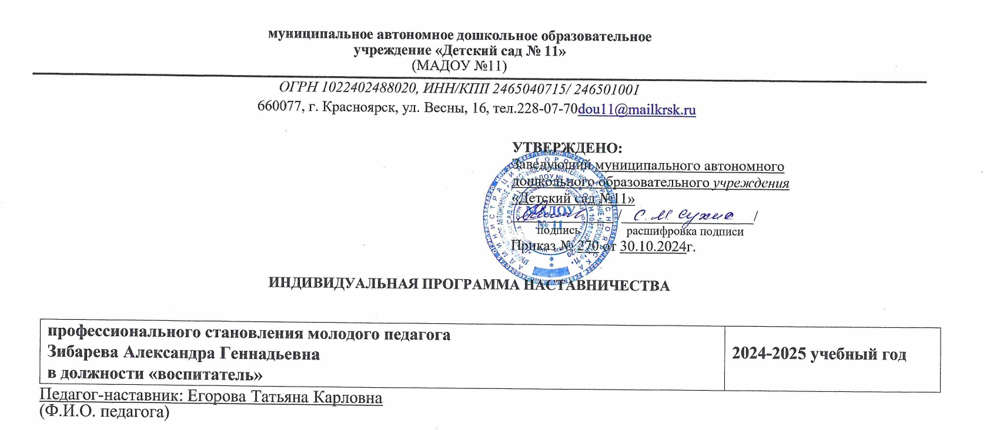 муниципальное автономное дошкольное образовательное
учреждение «Детский сад № 11»
(МАДОУ №11)
ОГРН 1022402488020, ИНН/КПП 2465040715/ 246501001
660077, г. Красноярск, ул. Весны, 16, тел.228-07-70dou11@mailkrsk.ru
УТВЕРЖДЕНО:
Заведующий муниципального автономного
дошкольного образовательного учреждения
«Детский сад №11»
/ С.М. Сухих /
подпись расшифровка подписи
Приказ № 270 от 30.10.2024г.
МАДОУ
№ 11
ИНДИВИДУАЛЬНАЯ ПРОГРАММА НАСТАВНИЧЕСТВА
профессионального становления молодого педагога
Зибарева Александра Геннадьевна
в должности «воспитатель»
2024-2025 учебный год
Педагог-наставник: Егорова Татьяна Карловна
(Ф.И.О. педагога)